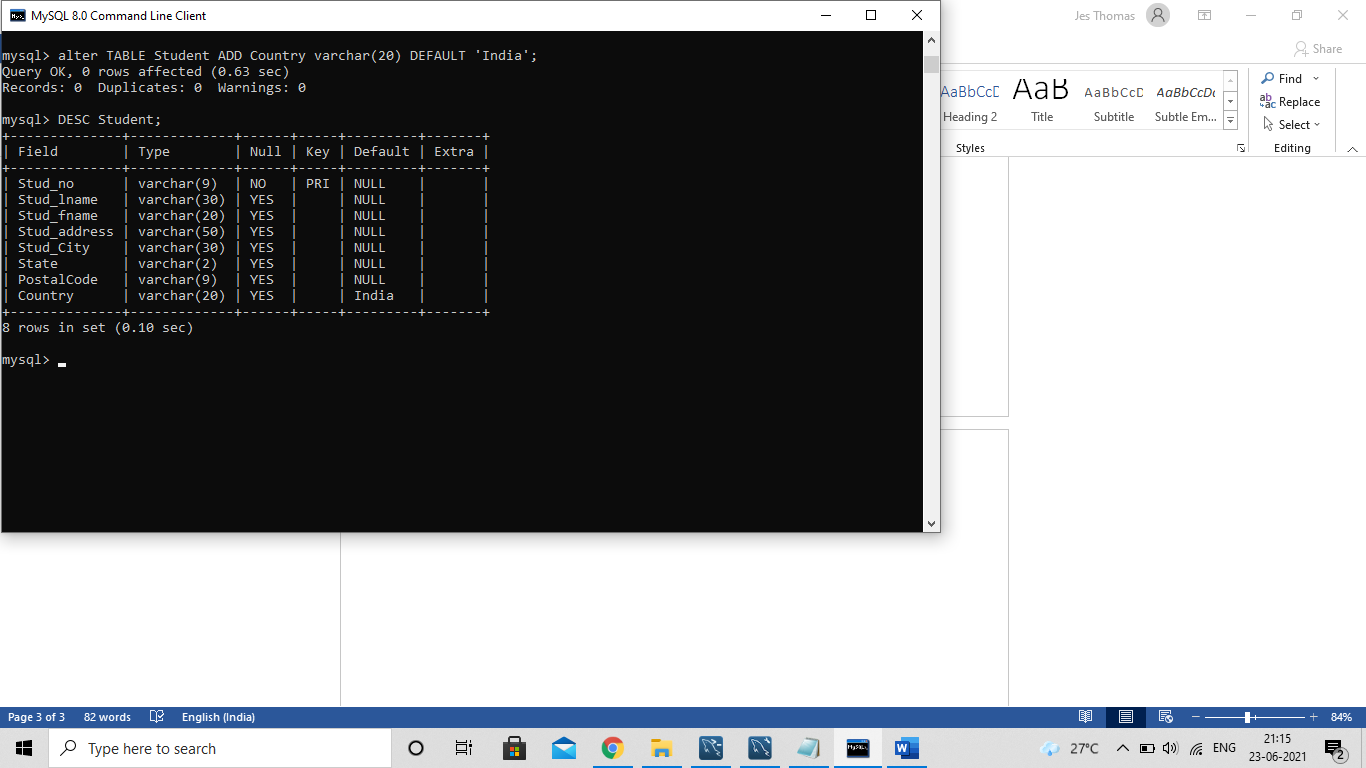 MySQL 8.0 Command Line Client
mysql> alter TABLE Student ADD Country varchar(20) DEFAULT 'India';
Query OK, 0 rows affected (0.63 sec)
Records: 0  Duplicates: 0  Warnings: 0
mysql> DESC Student;
+--------------+-------------+------+-----+---------+-------+
| Field        | Type        | Null | Key | Default | Extra |
+--------------+-------------+------+-----+---------+-------+
| Stud_no      | varchar(9)  | NO   | PRI | NULL    |       |
| Stud_lname   | varchar(30) | YES  |     | NULL    |       |
| Stud_fname   | varchar(20) | YES  |     | NULL    |       |
| Stud_address | varchar(50) | YES  |     | NULL    |       |
| Stud_City    | varchar(30) | YES  |     | NULL    |       |
| State        | varchar(2)  | YES  |     | NULL    |       |
| PostalCode   | varchar(9)  | YES  |     | NULL    |       |
| Country      | varchar(20) | YES  |     | India   |       |
+--------------+-------------+------+-----+---------+-------+
8 rows in set (0.10 sec)
mysql>
Jes Thomas
Share
AaBbCcD AaB AaBbCcD AaBbCcDc
Heading 2 Title Subtitle Subtle Em...
Styles
Find
Replace
Select
Editing
Page 3 of 3 82 words English (India) 84%
Type here to search
MySQL
27°C ENG 21:15
23-06-2021 2